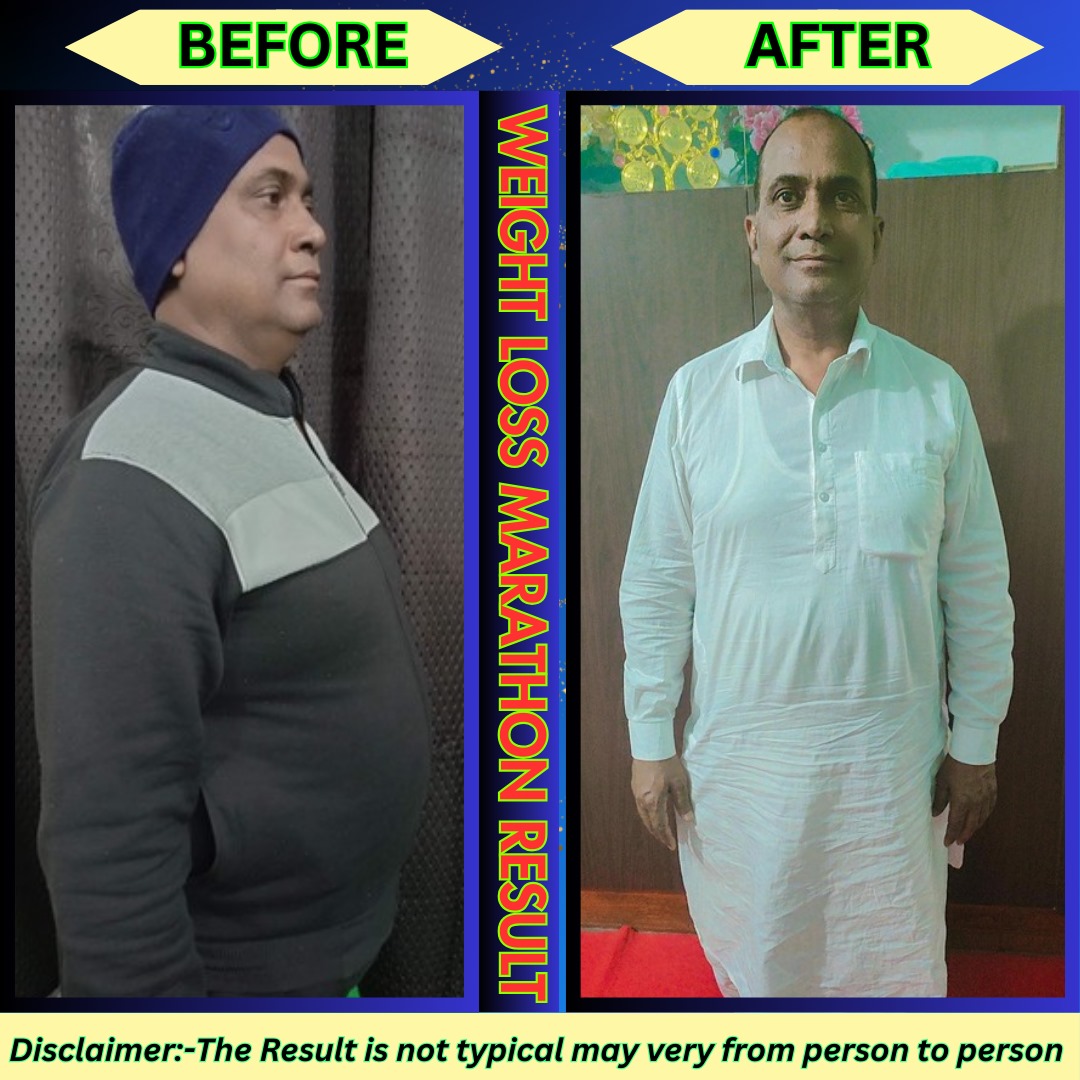 BEFORE
AFTER
WEIGHT LOSS MARATHON RESULT
Disclaimer:-The Result is not typical may very from person to person